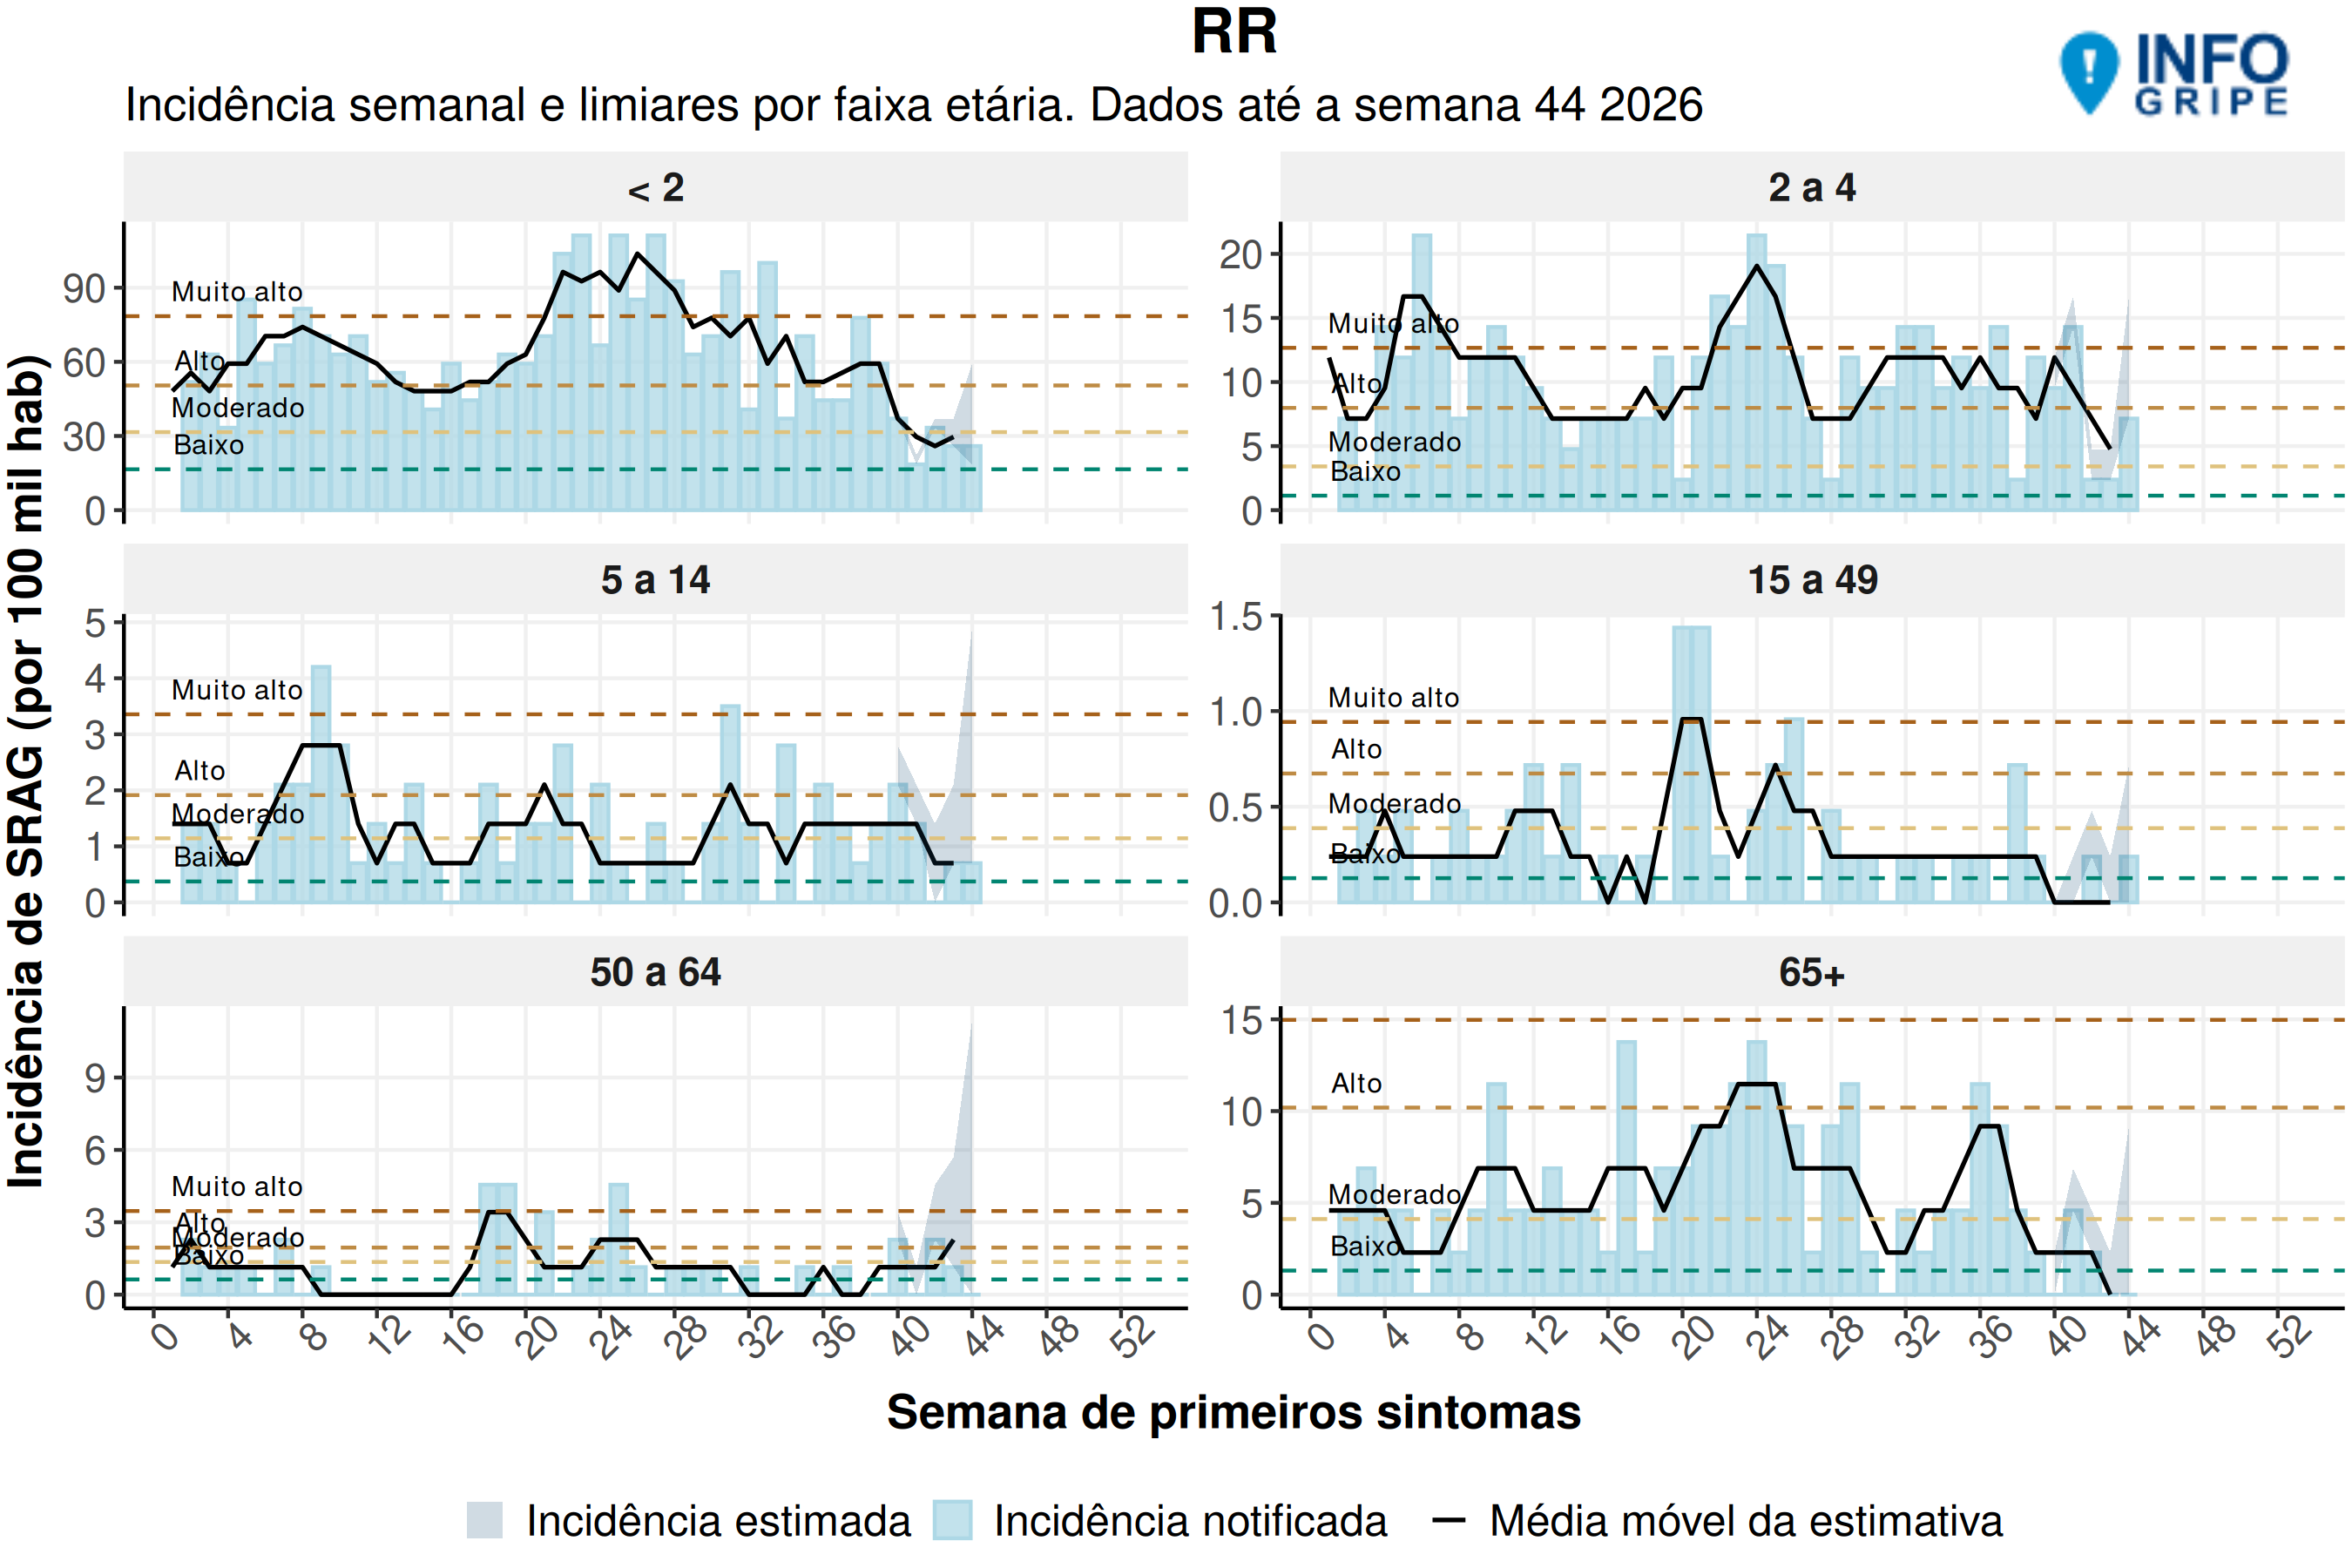 RR
INFO
GRIPE
Incidência semanal e limiares por faixa etária. Dados até a semana 44 2026
Incidência de SRAG (por 100 mil hab)
< 2
90
60
30
0
Muito alto
Alto
Moderado
Baixo
2 a 4
20
15
10
5
0
Muito alto
Alto
Moderado
Baixo
5 a 14
5
4
3
2
1
0
Muito alto
Alto
Moderado
Baixo
15 a 49
1.5
1.0
0.5
0.0
Muito alto
Alto
Moderado
Baixo
50 a 64
9
6
3
0
Muito alto
Alto
Moderado
Baixo
0 4 8 12 16 20 24 28 32 36 40 44 48 52
65+
15
10
5
0
Alto
Moderado
Baixo
0 4 8 12 16 20 24 28 32 36 40 44 48 52
Semana de primeiros sintomas
Incidência estimada Incidência notificada Média móvel da estimativa